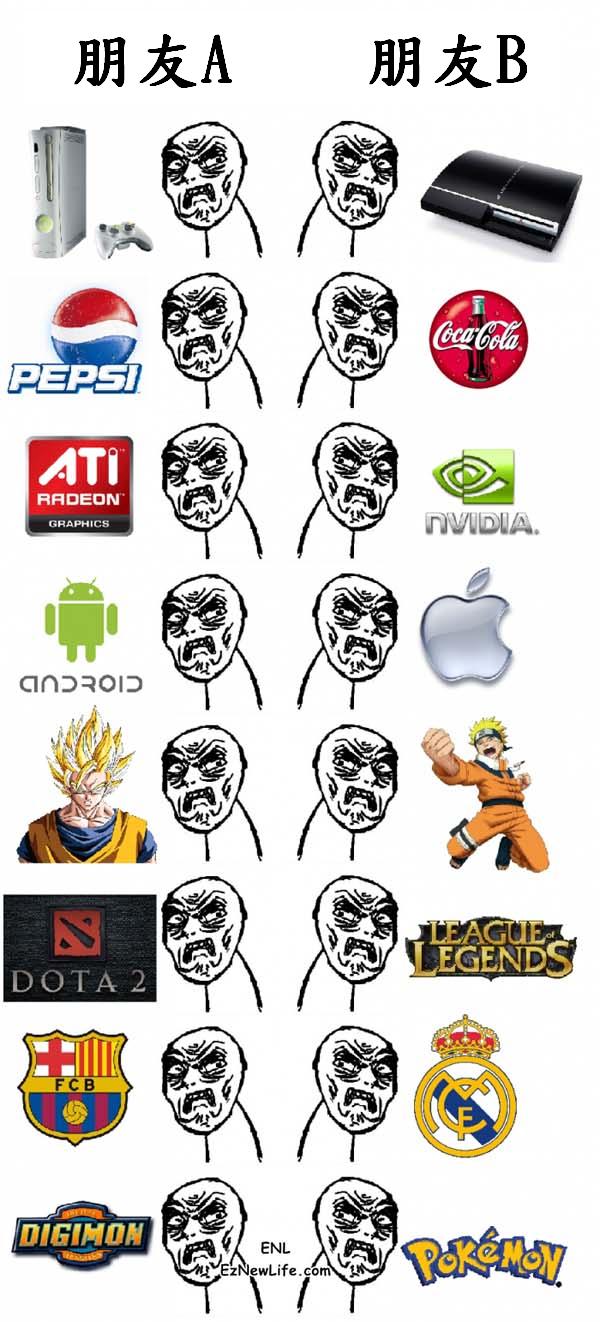 朋友A 朋友B
PEPSI
Coca-Cola
ATi
RADEON™
GRAPHICS
NVIDIA.
ANDROID
DOTA 2
LEAGUE of
LEGENDS
FCB
DIGIMON
POKéMON
ENL
EzNewLife.com